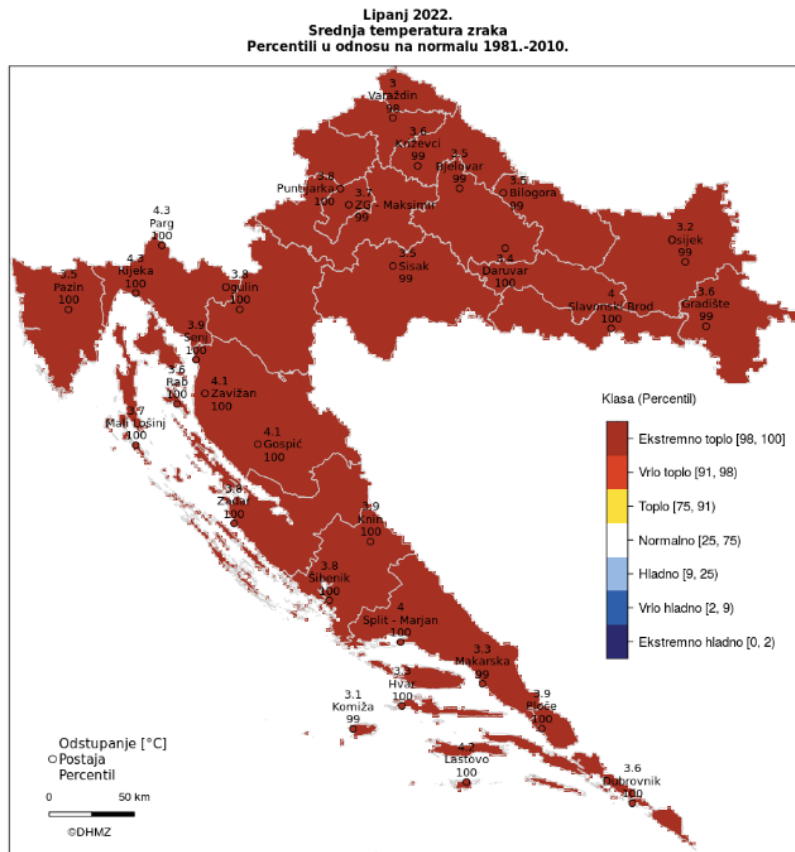 Lipanj 2022.
Srednja temperatura zraka
Percentili u odnosu na normalu 1981.-2010.
3
Varaždin
98
3.6
Križevci
99
3.5
Bjelovar
99
3.8
Puntijarka
100
3.7
ZG - Maksimir
99
3.5
Bilogora
99
4.3
Parg
100
3.2
Osijek
99
4.3
Rijeka
100
3.5
Pazin
100
3.8
Ogulin
100
3.5
Sisak
99
3.4
Daruvar
100
4
Slavonski Brod
100
3.6
Gradište
99
3.9
Senj
100
Rab
100
4.1
Zavižan
100
3.7
Mali Lošinj
100
4.1
Gospić
100
3.8
Zadar
100
3.9
Knin
100
3.8
Šibenik
100
4
Split - Marjan
100
3.3
Makarska
99
Hvar
100
3.1
Komiža
99
3.9
Ploče
100
4.2
Lastovo
100
3.6
Dubrovnik
100
Klasa (Percentil)
Ekstremno toplo [98, 100]
Vrlo toplo [91, 98)
Toplo [75, 91)
Normalno [25, 75)
Hladno [9, 25)
Vrlo hladno [2, 9)
Ekstremno hladno [0, 2)
Odstupanje [°C]
Postaja
Percentil
0 50 km
©DHMZ